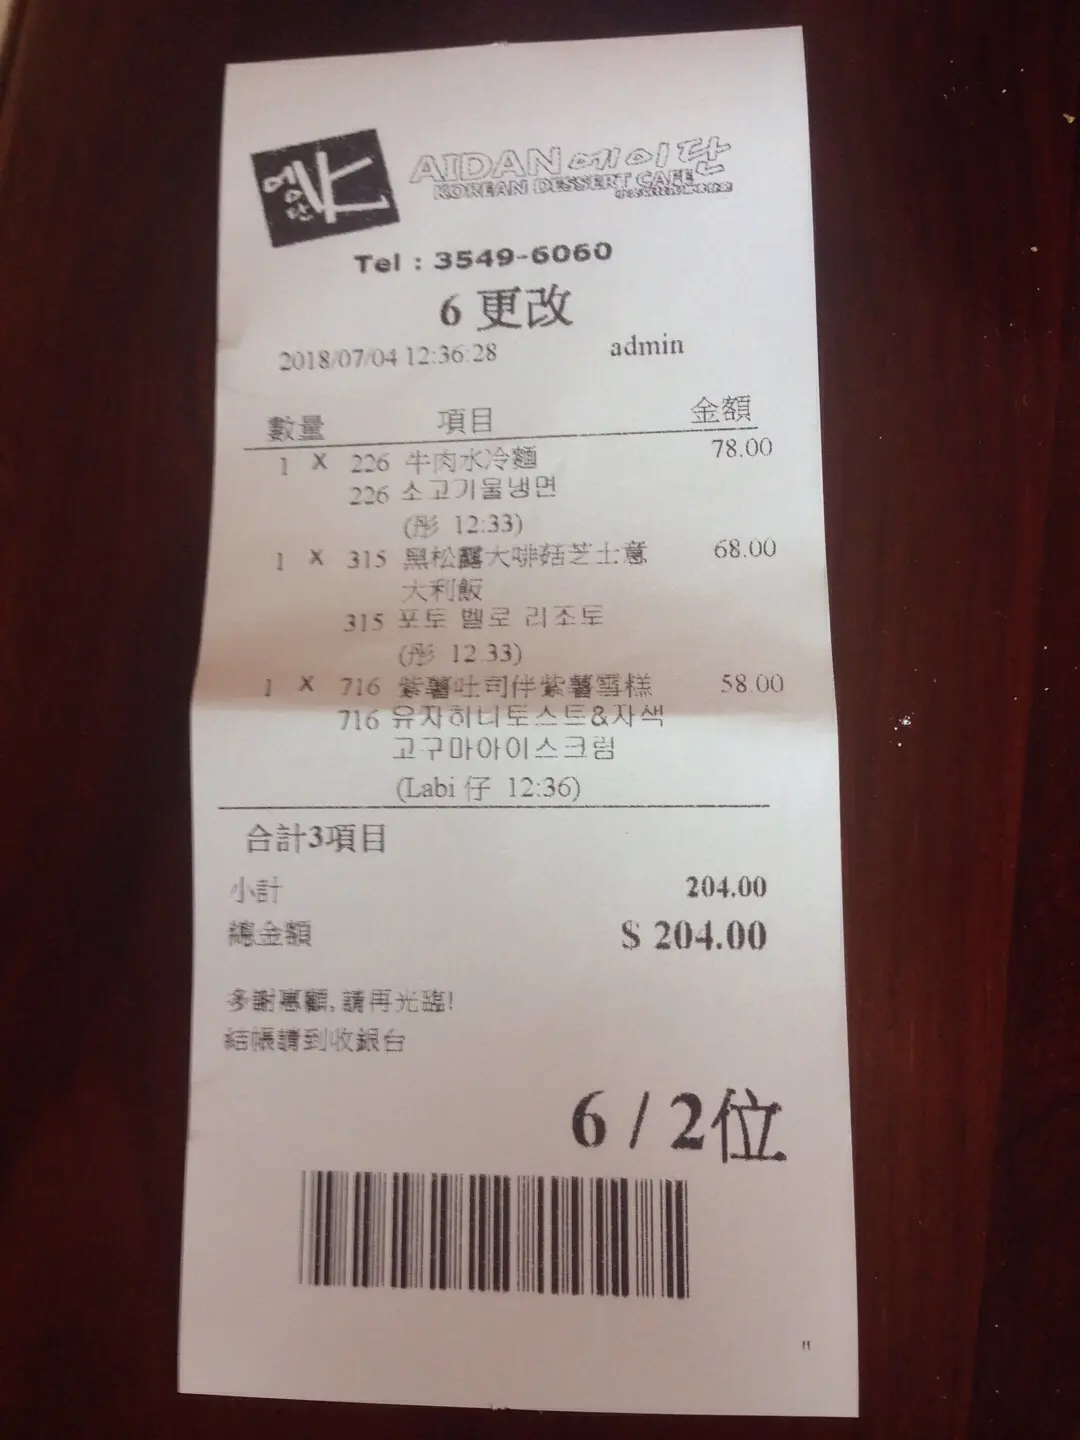 에이단 K
AIDAN 에이탄
KOREAN DESSERT CAFE
Tel : 3549-6060
6 更改
2018/07/04 12:36:28 admin
數量 項目 金額
1 X 226 牛肉水冷麵 78.00
226 소고기물냉면
(彤 12:33)
1 X 315 黑松露大啡菇芝士意 68.00
大利飯
315 포토 벨로 리조토
(彤 12:33)
1 X 716 紫薯吐司伴紫薯雪糕 58.00
716 유자허니토스트&자색
고구마아이스크림
(Labi 仔 12:36)
合計3項目
小計 204.00
總金額 $ 204.00
多謝惠顧,請再光臨!
結帳請到收銀台
6 / 2位